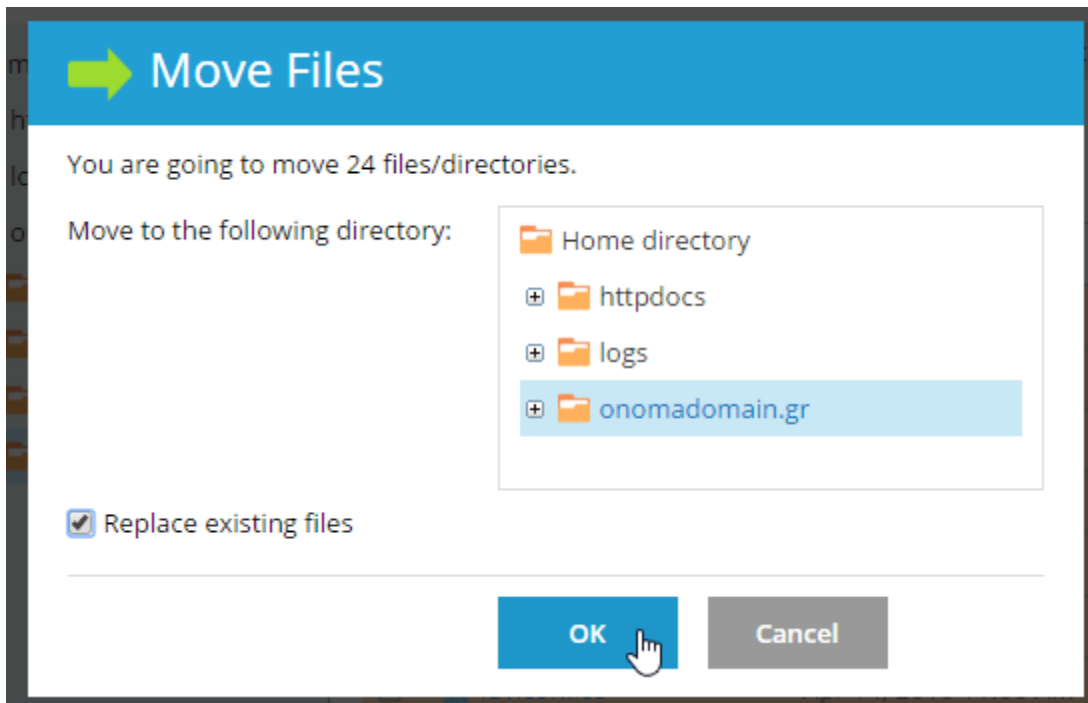 Move Files
You are going to move 24 files/directories.
Move to the following directory:
Home directory
httpdocs
logs
onomadomain.gr
Replace existing files
OK
Cancel